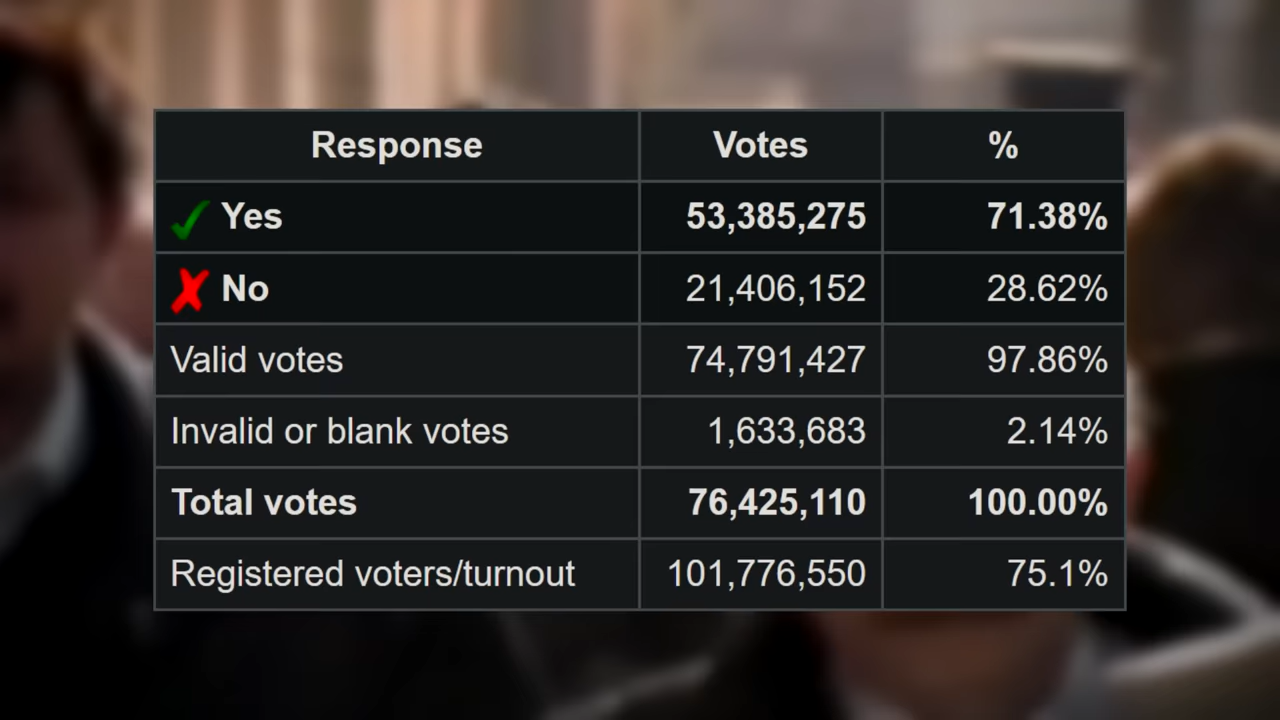 Response Votes %
Yes 53,385,275 71.38%
No 21,406,152 28.62%
Valid votes 74,791,427 97.86%
Invalid or blank votes 1,633,683 2.14%
Total votes 76,425,110 100.00%
Registered voters/turnout 101,776,550 75.1%